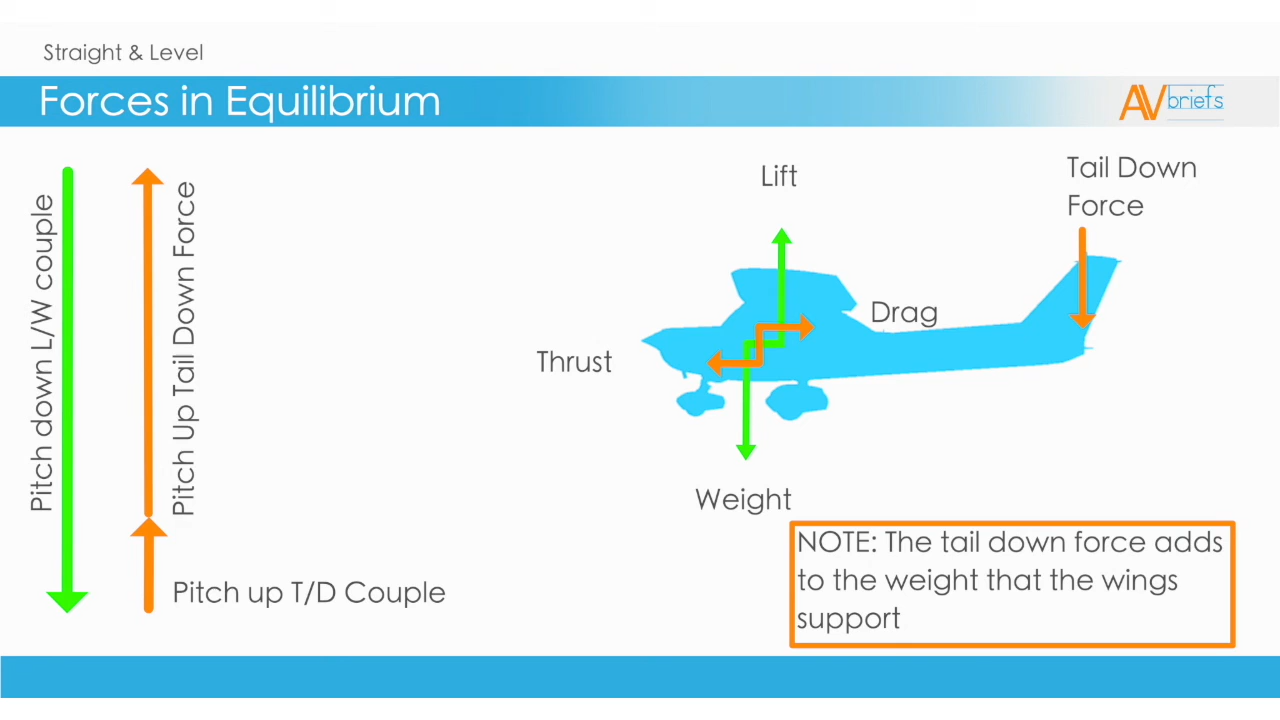 Straight & Level
Forces in Equilibrium
AV briefs
Pitch down L/W couple
Pitch Up Tail Down Force
Pitch up T/D Couple
Lift
Tail Down
Force
Drag
Thrust
Weight
NOTE: The tail down force adds
to the weight that the wings
support